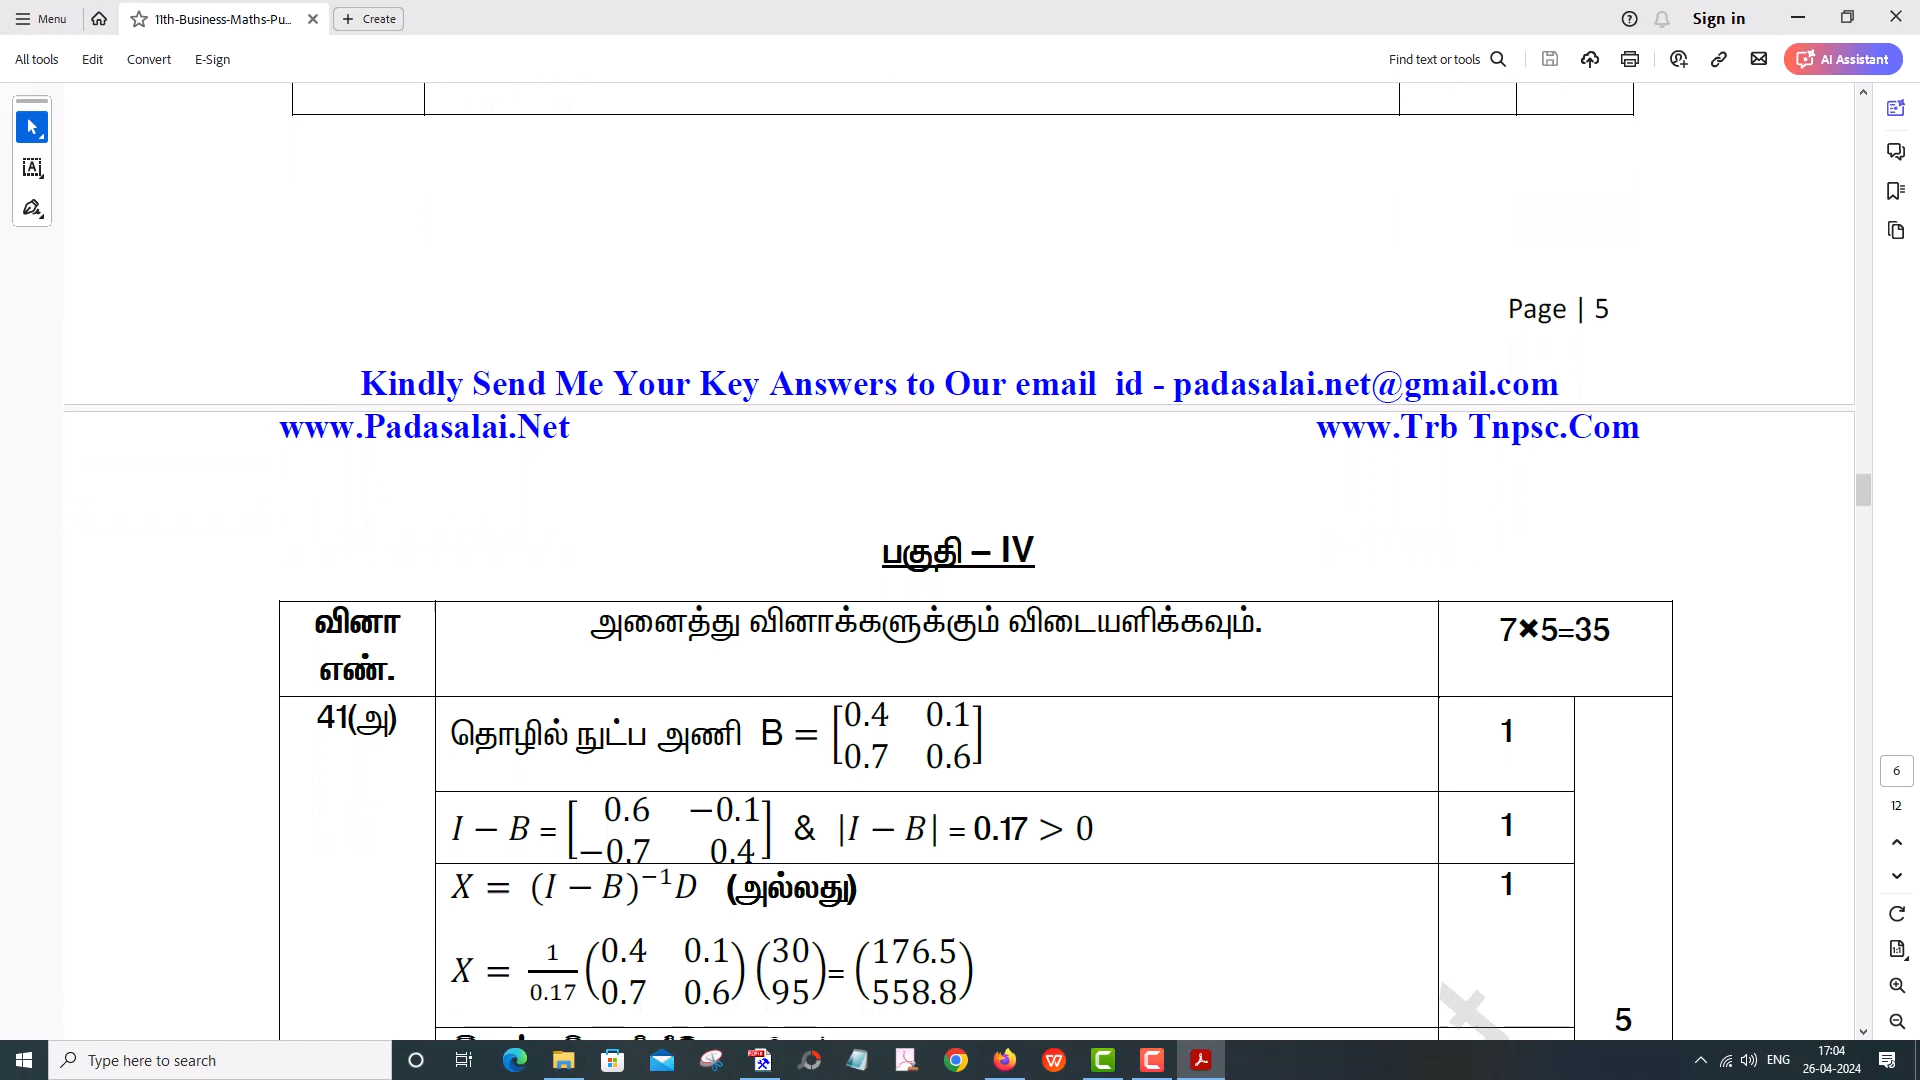 Menu
11th-Business-Maths-Pu...
Create
Sign in
All tools
Edit
Convert
E-Sign
Find text or tools
AI Assistant
Page | 5
Kindly Send Me Your Key Answers to Our email id - padasalai.net@gmail.com
www.Padasalai.Net
www.Trb Tnpsc.Com
பகுதி – IV
வினா எண்.
அனைத்து வினாக்களுக்கும் விடையளிக்கவும்.
7×5=35
41(அ)
தொழில் நுட்ப அணி B = [0.4 0.1
0.7 0.6]
1
I − B = [0.6 −0.1
−0.7 0.4] & |I − B| = 0.17 > 0
1
X = (I − B)⁻¹D (அல்லது)
1
X = 1/0.17 (0.4 0.1
0.7 0.6) (30
95) = (176.5
558.8)
5
6
12
Type here to search
ENG
17:04
26-04-2024